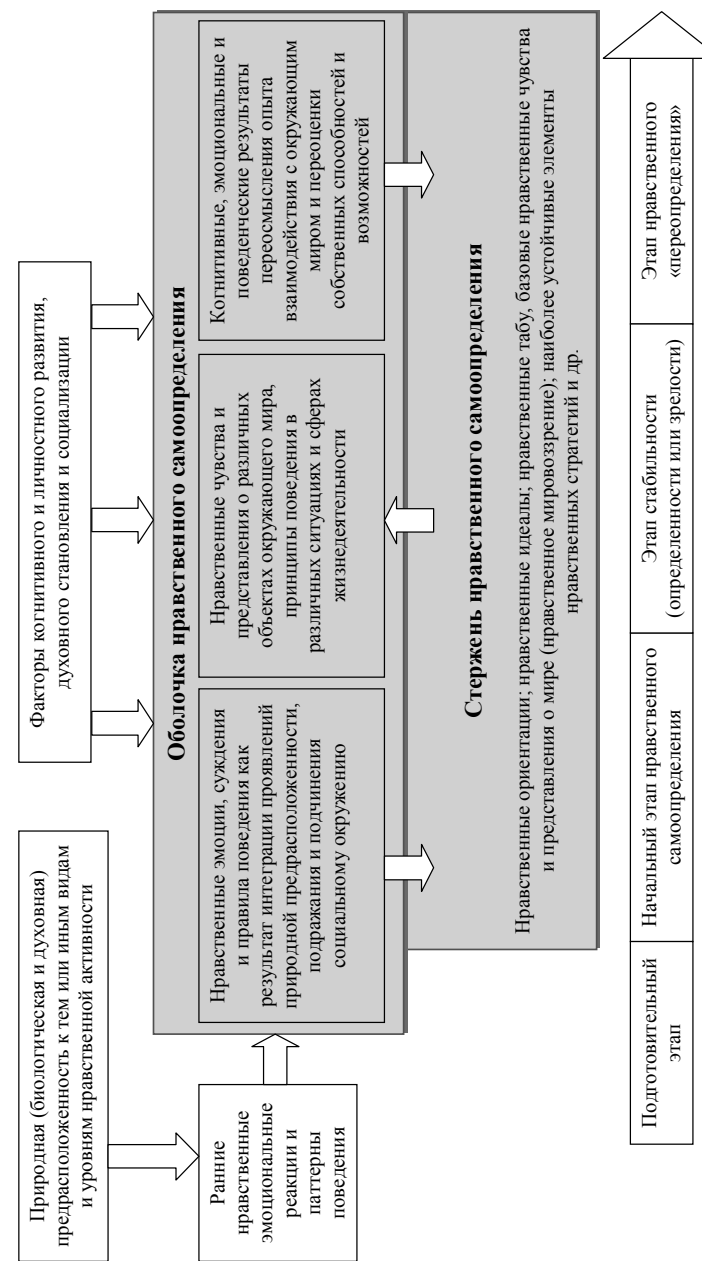 Природная (биологическая и духовная)
предрасположенность к тем или иным видам
и уровням нравственной активности
Факторы когнитивного и личностного развития,
духовного становления и социализации
Ранние
нравственные
эмоциональные
реакции и
паттерны
поведения
Оболочка нравственного самоопределения
Нравственные эмоции, суждения
и правила поведения как
результат интеграции проявлений
природной предрасположенности,
подражания и подчинения
социальному окружению
Нравственные чувства и
представления о различных
объектах окружающего мира,
принципы поведения в
различных ситуациях и сферах
жизнедеятельности
Когнитивные, эмоциональные и
поведенческие результаты
переосмысления опыта
взаимодействия с окружающим
миром и переоценки
собственных способностей и
возможностей
Стержень нравственного самоопределения
Нравственные ориентации; нравственные идеалы; нравственные табу, базовые нравственные чувства
и представления о мире (нравственное мировоззрение); наиболее устойчивые элементы
нравственных стратегий и др.
Подготовительный
этап
Начальный этап нравственного
самоопределения
Этап стабильности
(определенности или зрелости)
Этап нравственного
«переопределения»